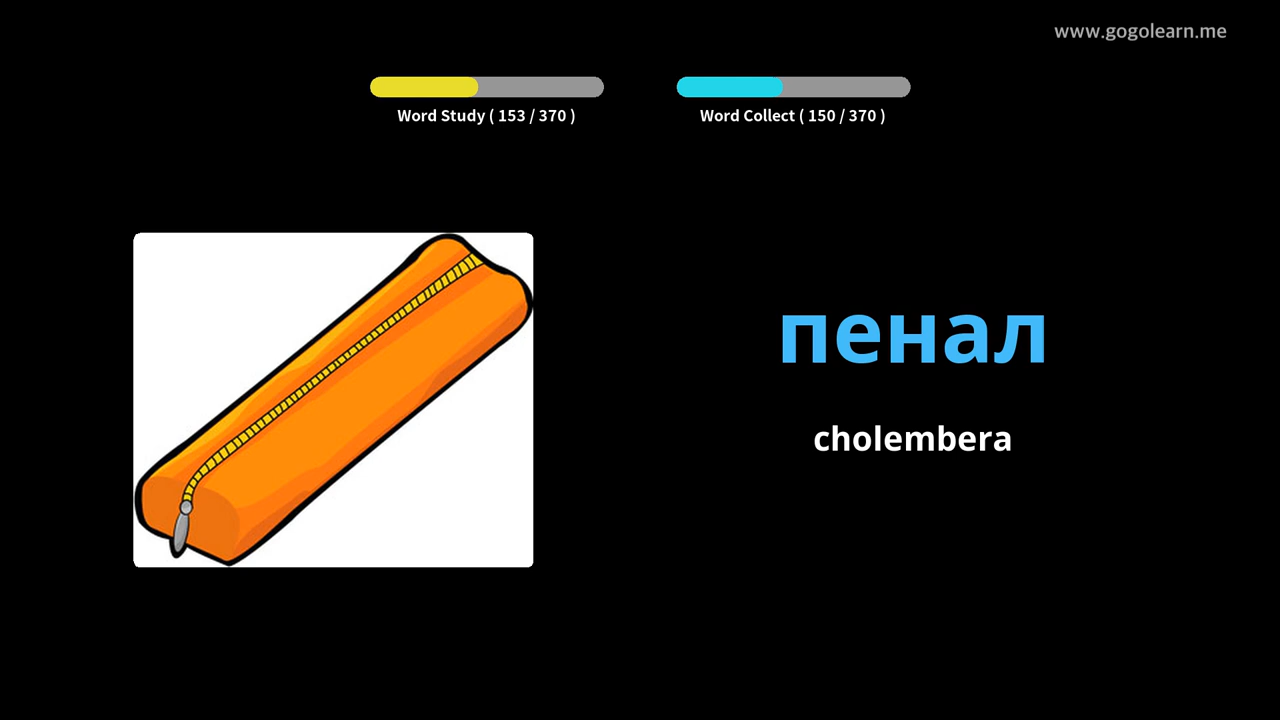 www.gogolearn.me
Word Study ( 153 / 370 )
Word Collect ( 150 / 370 )
пенал
cholembera